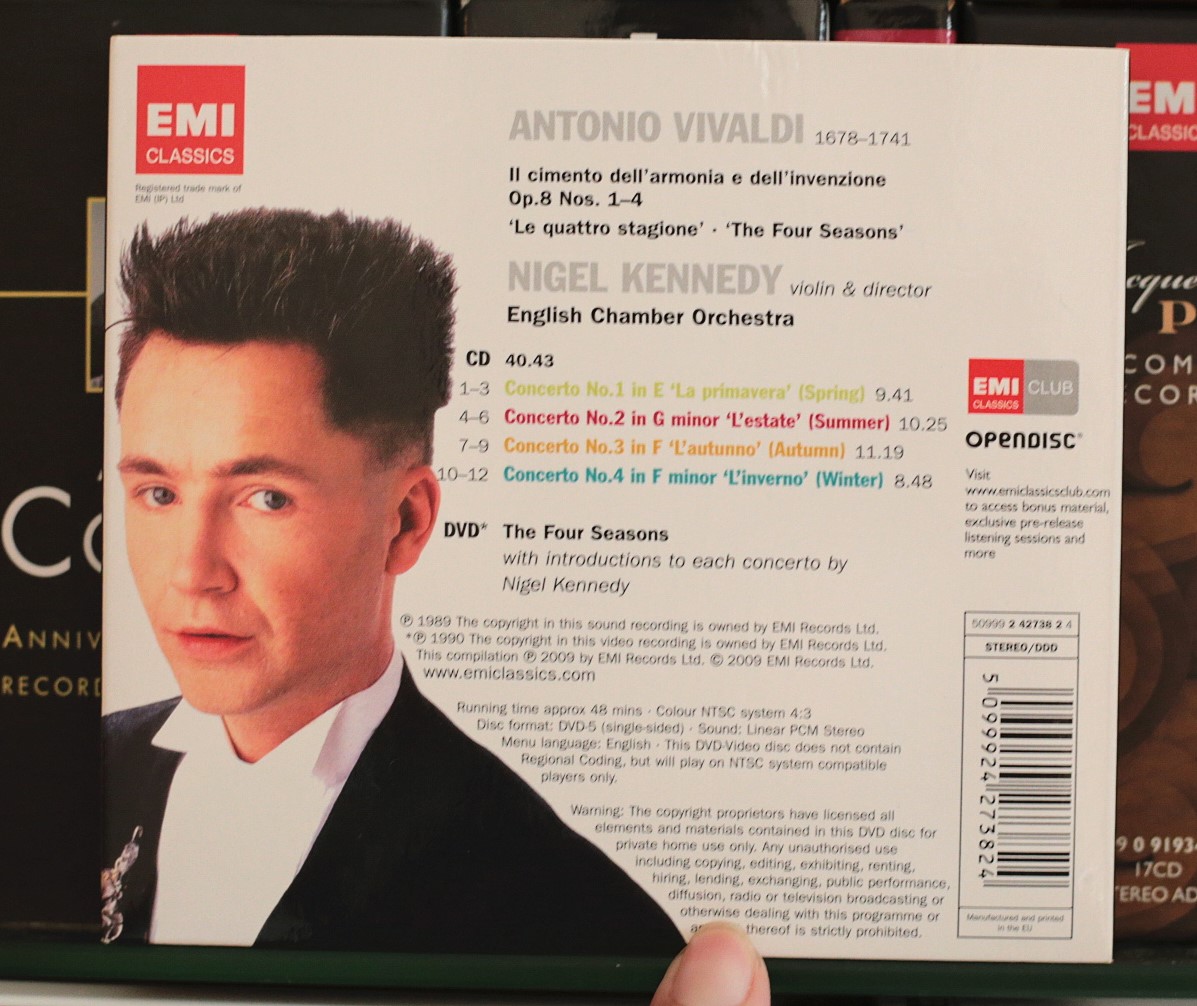 EMI
CLASSICS
Registered trade mark of
EMI (IP) Ltd
ANTONIO VIVALDI 1678–1741
Il cimento dell'armonia e dell'invenzione
Op.8 Nos. 1–4
'Le quattro stagione' · 'The Four Seasons'
NIGEL KENNEDY violin & director
English Chamber Orchestra
CD 40.43
1–3 Concerto No.1 in E 'La primavera' (Spring) 9.41
4–6 Concerto No.2 in G minor 'L'estate' (Summer) 10.25
7–9 Concerto No.3 in F 'L'autunno' (Autumn) 11.19
10–12 Concerto No.4 in F minor 'L'inverno' (Winter) 8.48
DVD* The Four Seasons
with introductions to each concerto by
Nigel Kennedy
℗ 1989 The copyright in this sound recording is owned by EMI Records Ltd.
*℗ 1990 The copyright in this video recording is owned by EMI Records Ltd.
This compilation ℗ 2009 by EMI Records Ltd. © 2009 EMI Records Ltd.
www.emiclassics.com
Running time approx 48 mins · Colour NTSC system 4:3
Disc format: DVD-5 (single-sided) · Sound: Linear PCM Stereo
Menu language: English · This DVD-Video disc does not contain
Regional Coding, but will play on NTSC system compatible
players only.
Warning: The copyright proprietors have licensed all
elements and materials contained in this DVD disc for
private home use only. Any unauthorised use
including copying, editing, exhibiting, renting,
hiring, lending, exchanging, public performance,
diffusion, radio or television broadcasting or
otherwise dealing with this programme or
thereof is strictly prohibited.
EMI
CLASSICS
CLUB
OPENDISC
Visit
www.emiclassicsclub.com
to access bonus material,
exclusive pre-release
listening sessions and
more
50999 2 42738 2 4
STEREO/DDD
5 099924 273824
Manufactured and printed
in the EU
EM
CLASSIC
cque
P
COM
COR
9 0 9193
17CD
EREO AD
Co
ANNIV
RECORD